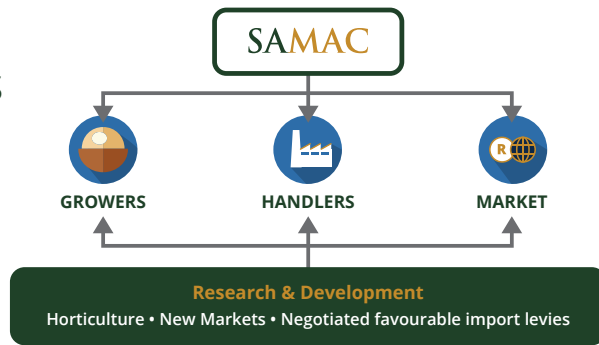 SAMAC
S
R
GROWERS
HANDLERS
MARKET
Research & Development
Horticulture • New Markets • Negotiated favourable import levies